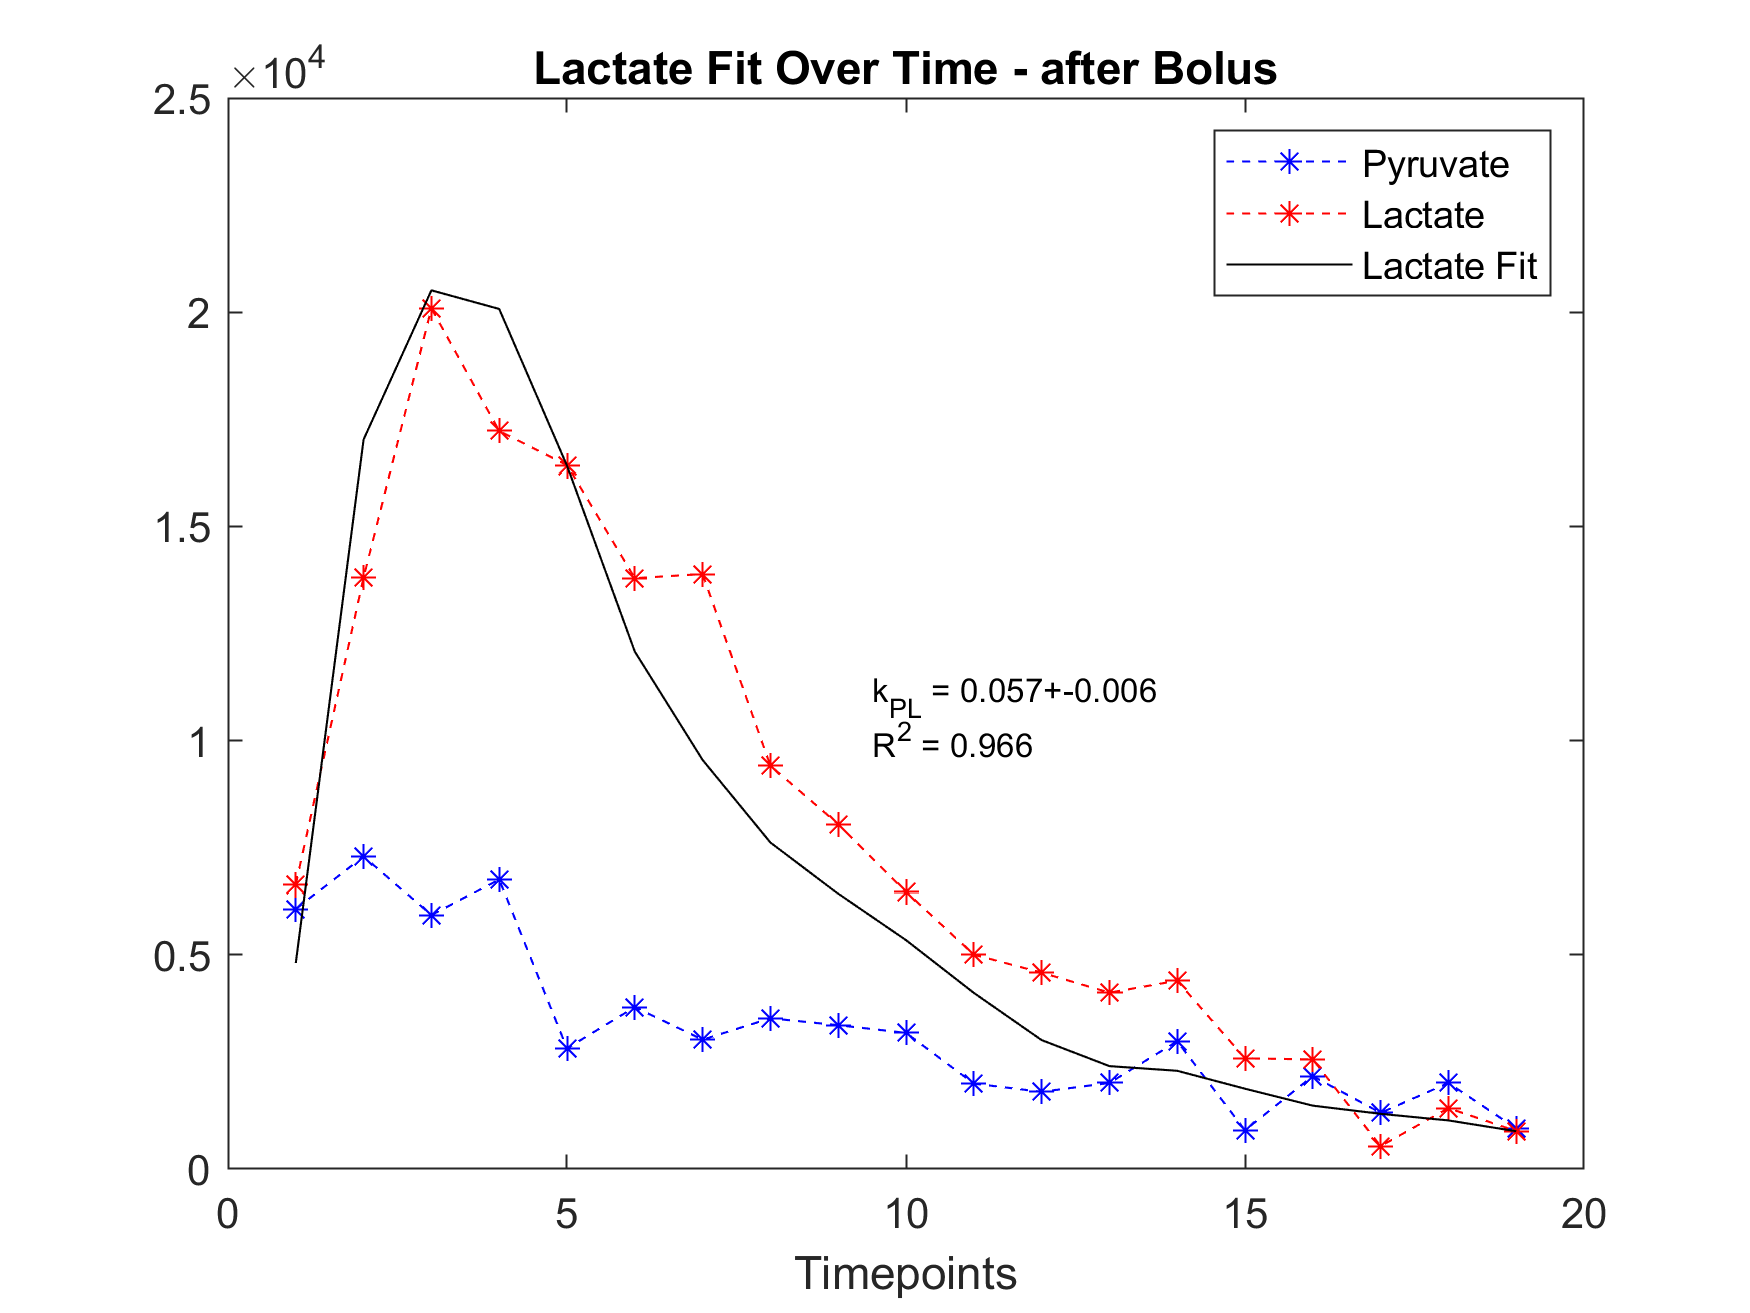 Lactate Fit Over Time - after Bolus
×10^4
2.5
2
1.5
1
0.5
0
0 5 10 15 20
Timepoints
Pyruvate
Lactate
Lactate Fit
k_PL = 0.057+-0.006
R^2 = 0.966